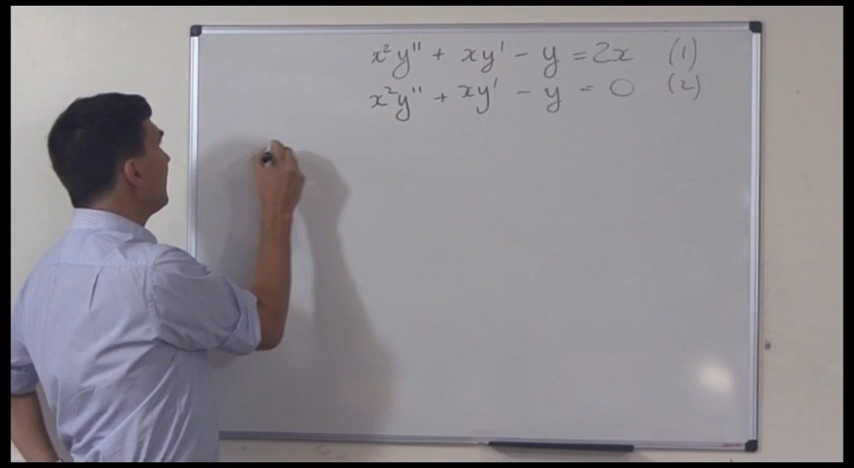 x²y" + xy' - y = 2x (1)
x²y" + xy' - y = 0 (2)